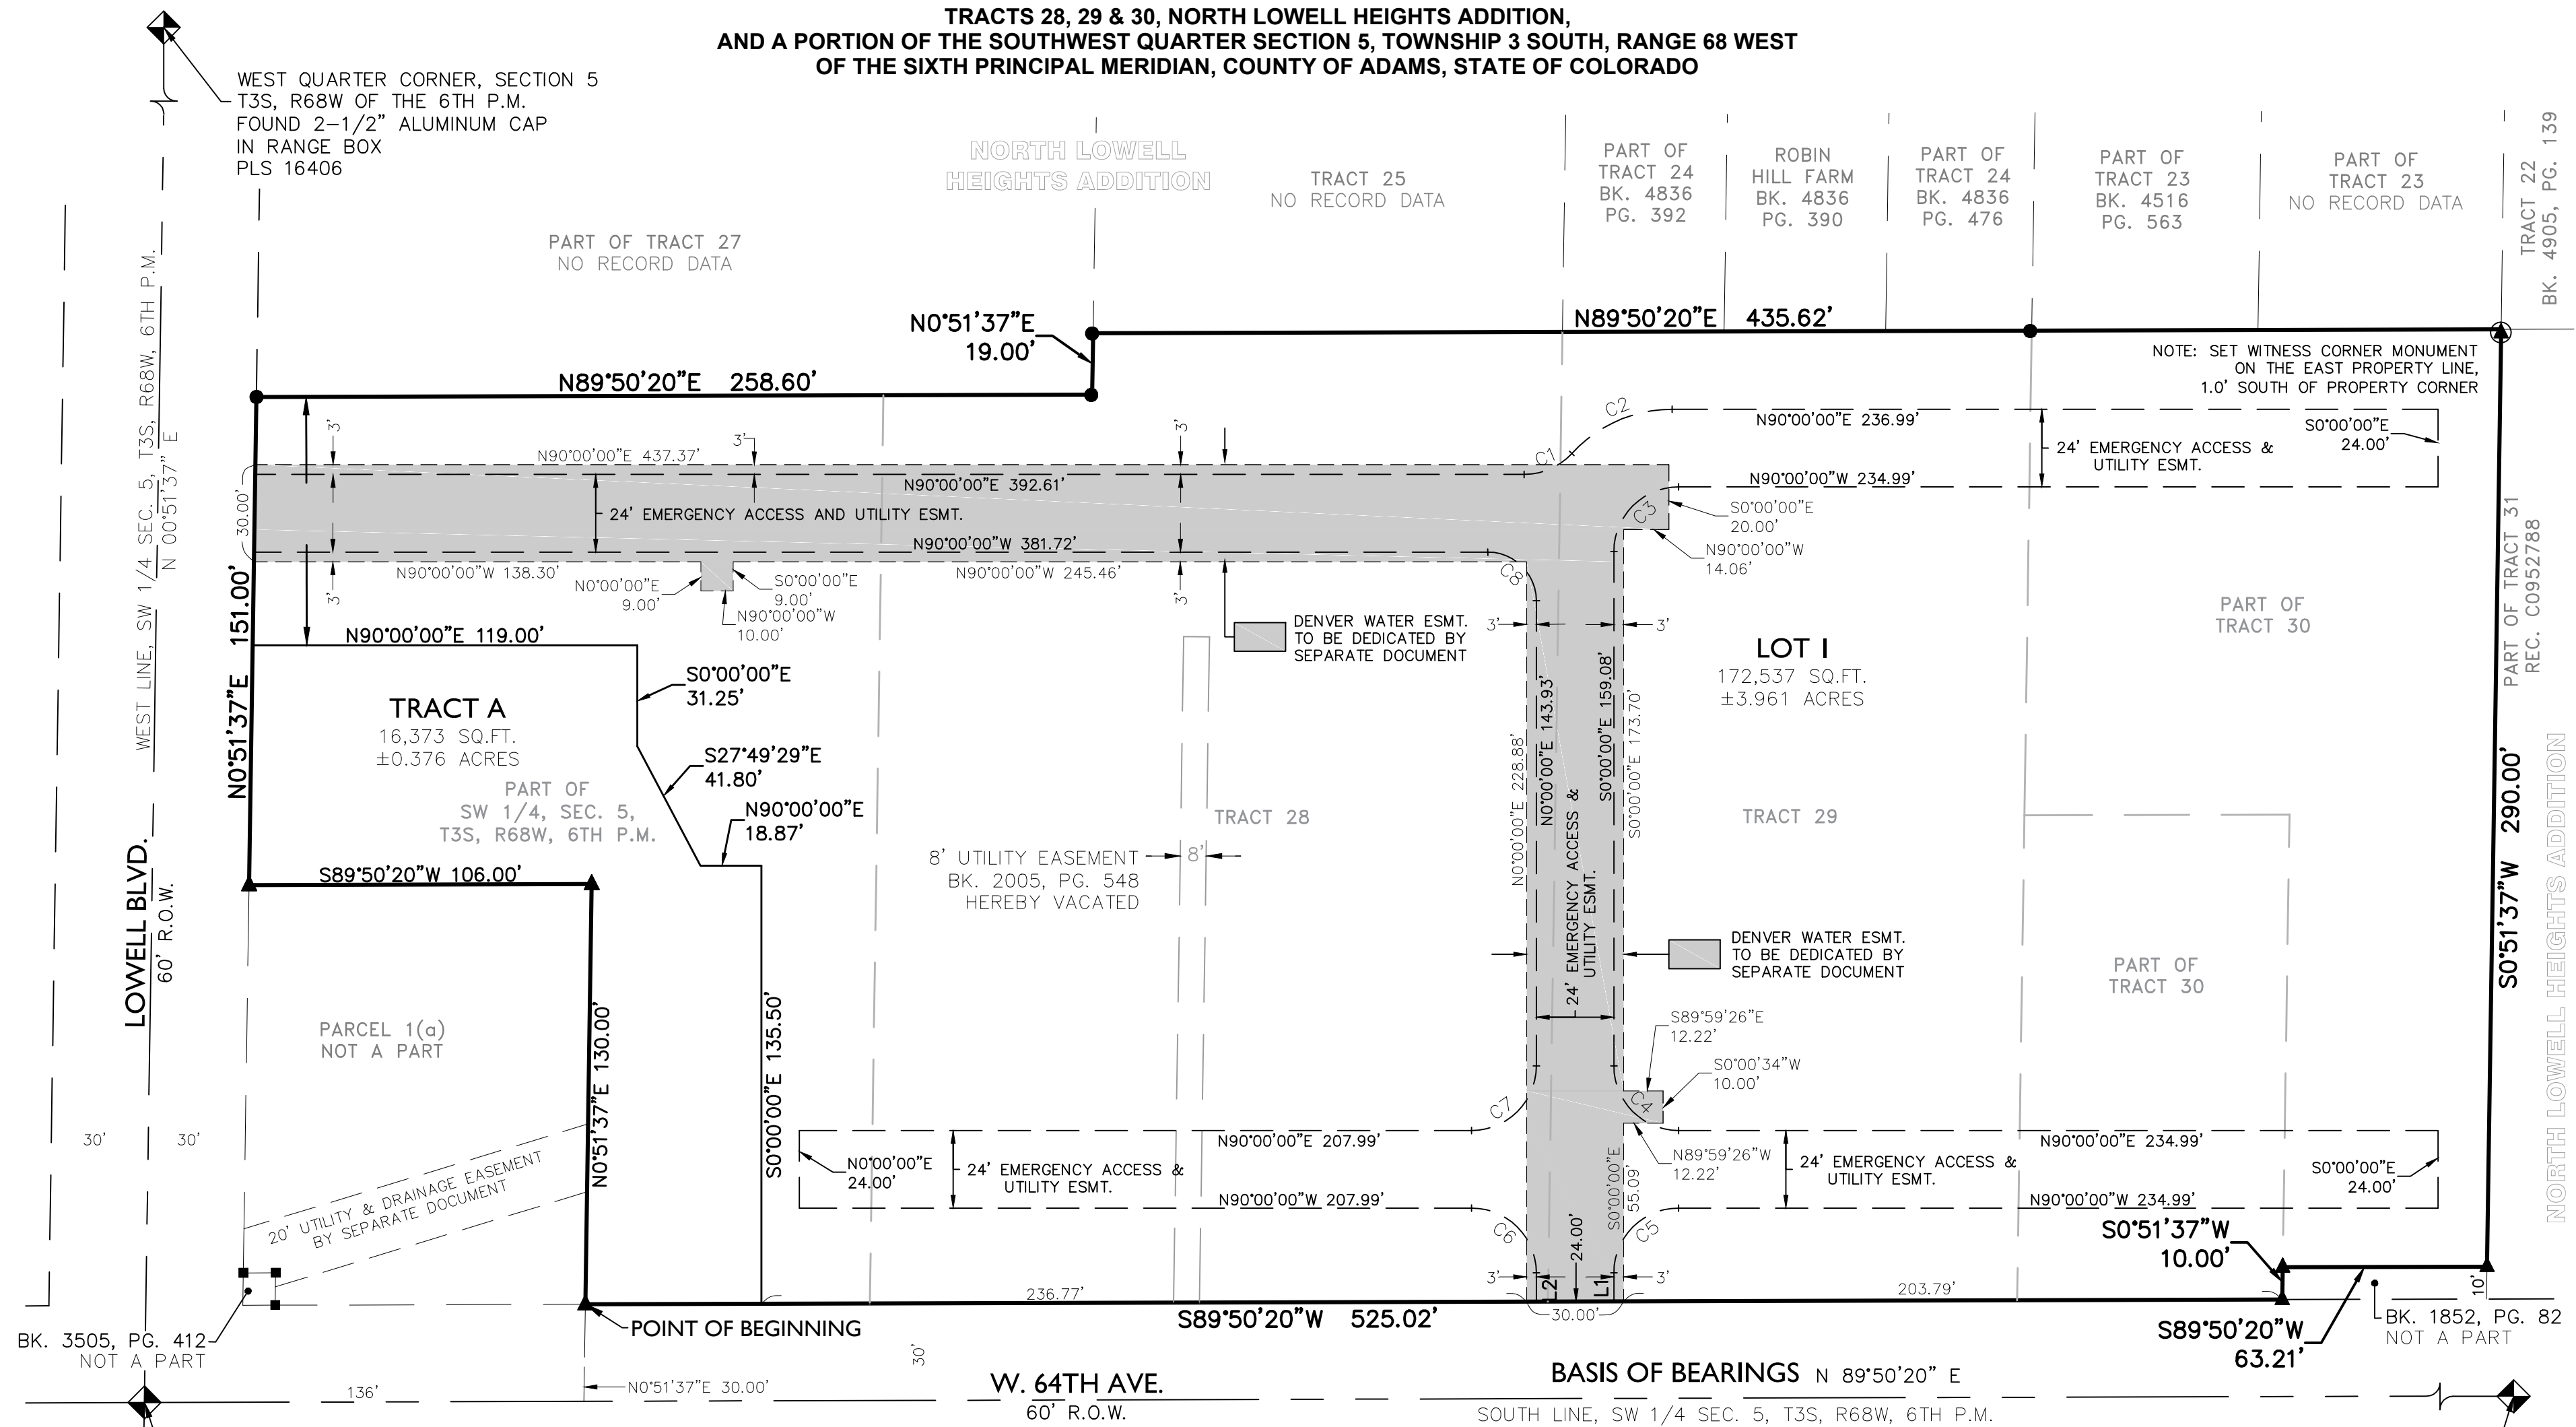 TRACTS 28, 29 & 30, NORTH LOWELL HEIGHTS ADDITION,
AND A PORTION OF THE SOUTHWEST QUARTER SECTION 5, TOWNSHIP 3 SOUTH, RANGE 68 WEST
OF THE SIXTH PRINCIPAL MERIDIAN, COUNTY OF ADAMS, STATE OF COLORADO
WEST QUARTER CORNER, SECTION 5
T3S, R68W OF THE 6TH P.M.
FOUND 2-1/2" ALUMINUM CAP
IN RANGE BOX
PLS 16406
NORTH LOWELL
HEIGHTS ADDITION
PART OF TRACT 27
NO RECORD DATA
TRACT 25
NO RECORD DATA
PART OF
TRACT 24
BK. 4836
PG. 392
ROBIN
HILL FARM
BK. 4836
PG. 390
PART OF
TRACT 24
BK. 4836
PG. 476
PART OF
TRACT 23
BK. 4516
PG. 563
PART OF
TRACT 23
NO RECORD DATA
TRACT 22
BK. 4905, PG. 139
WEST LINE, SW 1/4 SEC. 5, T3S, R68W, 6TH P.M.
N 00°51'37" E
N0°51'37"E
19.00'
N89°50'20"E 435.62'
N89°50'20"E 258.60'
NOTE: SET WITNESS CORNER MONUMENT
ON THE EAST PROPERTY LINE,
1.0' SOUTH OF PROPERTY CORNER
3'
3'
3'
N90°00'00"E 437.37'
C1
C2
N90°00'00"E 236.99'
S0°00'00"E
24.00'
24' EMERGENCY ACCESS &
UTILITY ESMT.
N90°00'00"W 234.99'
30.00'
N90°00'00"E 392.61'
24' EMERGENCY ACCESS AND UTILITY ESMT.
C3
S0°00'00"E
20.00'
N90°00'00"W 381.72'
N90°00'00"W
14.06'
N90°00'00"W 138.30'
N0°00'00"E
9.00'
S0°00'00"E
9.00'
N90°00'00"W
10.00'
N90°00'00"W 245.46'
3'
3'
C8
N0°51'37"E 151.00'
N90°00'00"E 119.00'
DENVER WATER ESMT.
TO BE DEDICATED BY
SEPARATE DOCUMENT
3'
3'
LOT 1
172,537 SQ.FT.
±3.961 ACRES
PART OF
TRACT 30
PART OF TRACT 31
REC. C0952788
S0°00'00"E
31.25'
TRACT A
16,373 SQ.FT.
±0.376 ACRES
S27°49'29"E
41.80'
N90°00'00"E
18.87'
PART OF
SW 1/4, SEC. 5,
T3S, R68W, 6TH P.M.
N0°00'00"E 228.88'
N0°00'00"E 143.93'
S0°00'00"E 159.08'
S0°00'00"E 173.70'
24' EMERGENCY ACCESS &
UTILITY ESMT.
TRACT 28
TRACT 29
8' UTILITY EASEMENT
BK. 2005, PG. 548
HEREBY VACATED
8'
S89°50'20"W 106.00'
LOWELL BLVD.
60' R.O.W.
S0°51'37"W 290.00'
NORTH LOWELL HEIGHTS ADDITION
DENVER WATER ESMT.
TO BE DEDICATED BY
SEPARATE DOCUMENT
PART OF
TRACT 30
PARCEL 1(a)
NOT A PART
N0°51'37"E 130.00'
S0°00'00"E 135.50'
S89°59'26"E
12.22'
S0°00'34"W
10.00'
C4
N89°59'26"W
12.22'
C7
30'
30'
20' UTILITY & DRAINAGE EASEMENT
BY SEPARATE DOCUMENT
N0°00'00"E
24.00'
N90°00'00"E 207.99'
24' EMERGENCY ACCESS &
UTILITY ESMT.
N90°00'00"W 207.99'
N90°00'00"E 234.99'
24' EMERGENCY ACCESS &
UTILITY ESMT.
N90°00'00"W 234.99'
S0°00'00"E
24.00'
C6
C5
S0°00'00"E
55.09'
24.00'
3'
L2
L1
3'
S0°51'37"W
10.00'
236.77'
30.00'
203.79'
10'
S89°50'20"W 525.02'
POINT OF BEGINNING
BK. 3505, PG. 412
NOT A PART
S89°50'20"W
63.21'
BK. 1852, PG. 82
NOT A PART
30'
136'
N0°51'37"E 30.00'
W. 64TH AVE.
60' R.O.W.
BASIS OF BEARINGS N 89°50'20" E
SOUTH LINE, SW 1/4 SEC. 5, T3S, R68W, 6TH P.M.